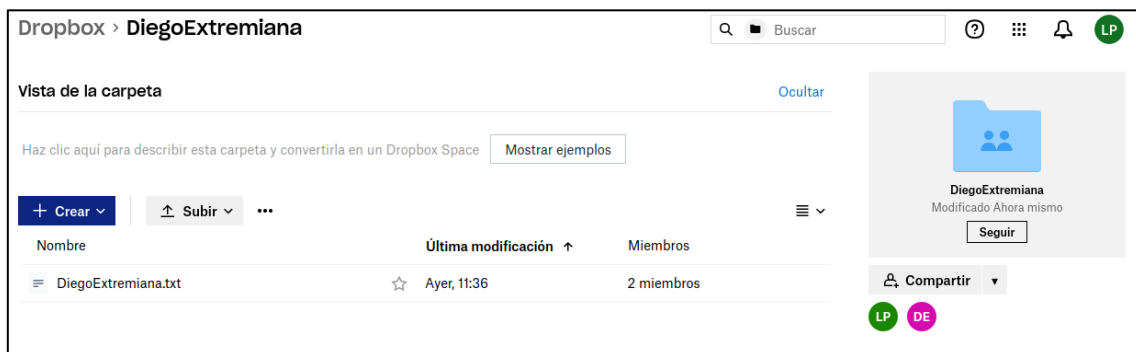 Dropbox > DiegoExtremiana
Buscar
LP
Vista de la carpeta
Ocultar
Haz clic aquí para describir esta carpeta y convertirla en un Dropbox Space
Mostrar ejemplos
Crear
Subir
Nombre
Última modificación ↑
Miembros
DiegoExtremiana.txt
Ayer, 11:36
2 miembros
DiegoExtremiana
Modificado Ahora mismo
Seguir
Compartir
LP
DE